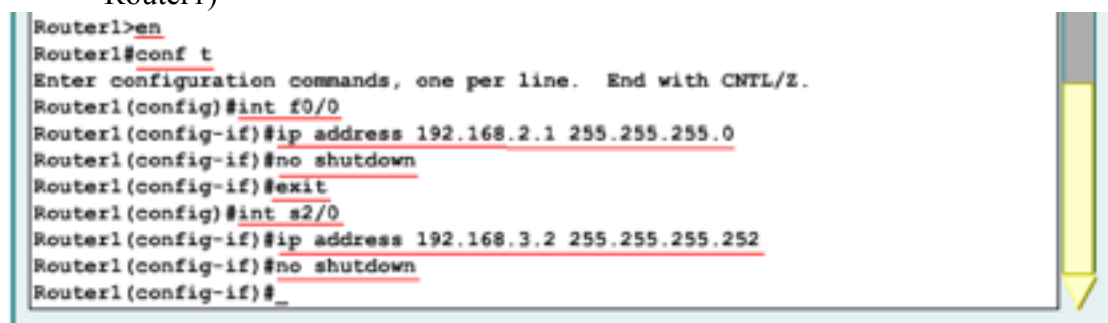 Router1)
Router1>en
Router1#conf t
Enter configuration commands, one per line.  End with CNTL/Z.
Router1(config)#int f0/0
Router1(config-if)#ip address 192.168.2.1 255.255.255.0
Router1(config-if)#no shutdown
Router1(config-if)#exit
Router1(config)#int s2/0
Router1(config-if)#ip address 192.168.3.2 255.255.255.252
Router1(config-if)#no shutdown
Router1(config-if)#_